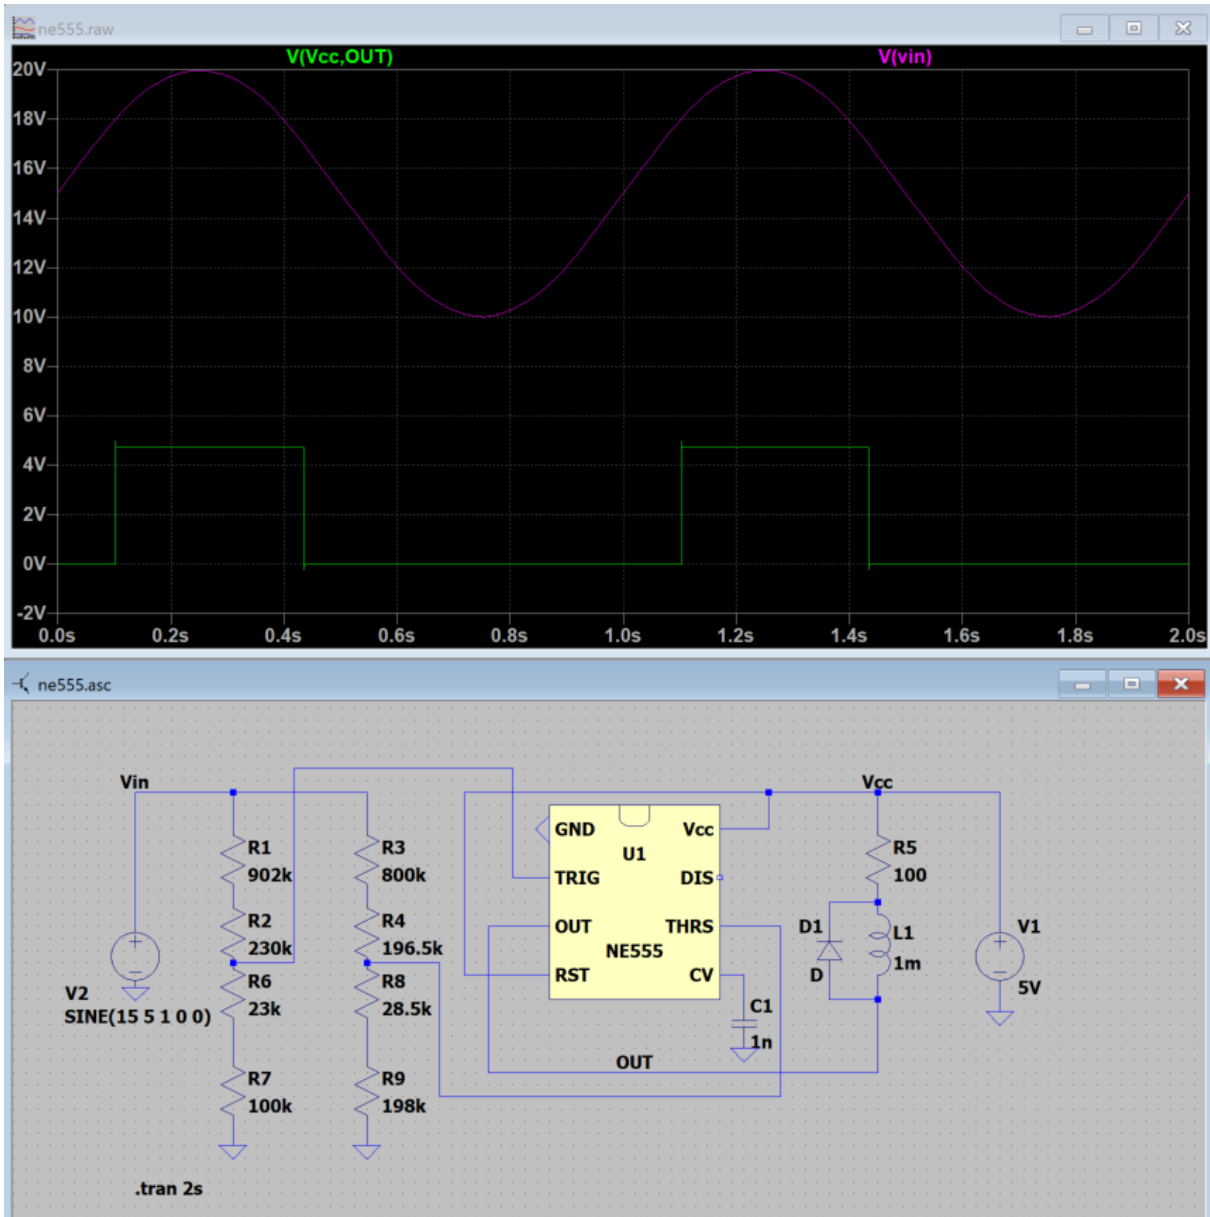 ne555.raw
V(Vcc,OUT) V(vin)
20V
18V
16V
14V
12V
10V
8V
6V
4V
2V
0V
-2V
0.0s 0.2s 0.4s 0.6s 0.8s 1.0s 1.2s 1.4s 1.6s 1.8s 2.0s
ne555.asc
Vin
Vcc
R1
902k
R3
800k
GND
Vcc
U1
R5
100
TRIG
DIS
R2
230k
R4
196.5k
OUT
THRS
NE555
D1
L1
1m
V1
R6
23k
R8
28.5k
RST
CV
D
5V
V2
SINE(15 5 1 0 0)
C1
1n
OUT
R7
100k
R9
198k
.tran 2s